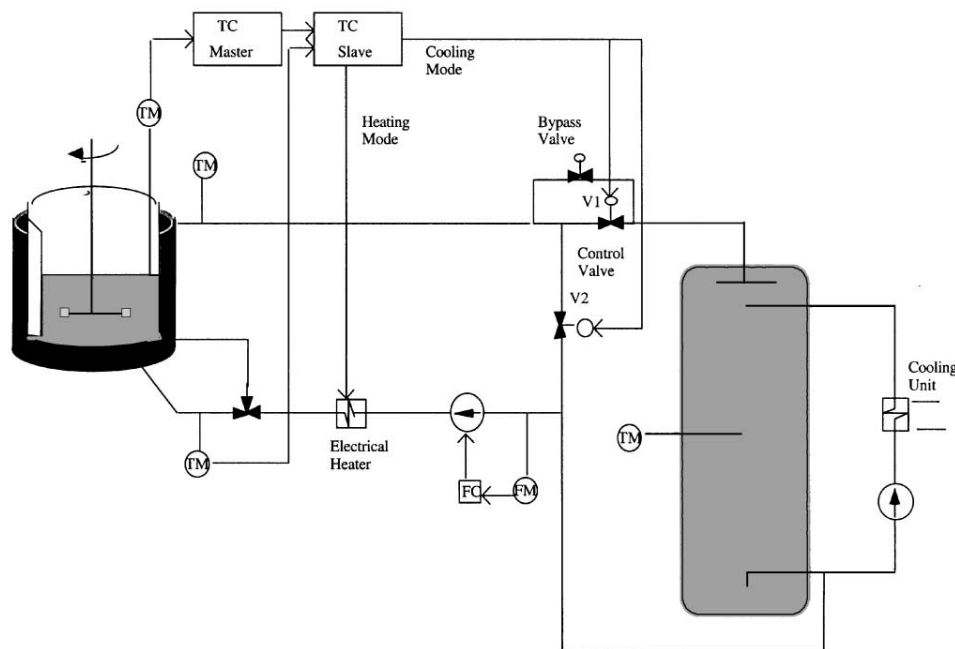 TC
Master
TC
Slave
Cooling
Mode
TM
Heating
Mode
Bypass
Valve
TM
V1
Control
Valve
V2
Cooling
Unit
TM
Electrical
Heater
TM
FC
FM